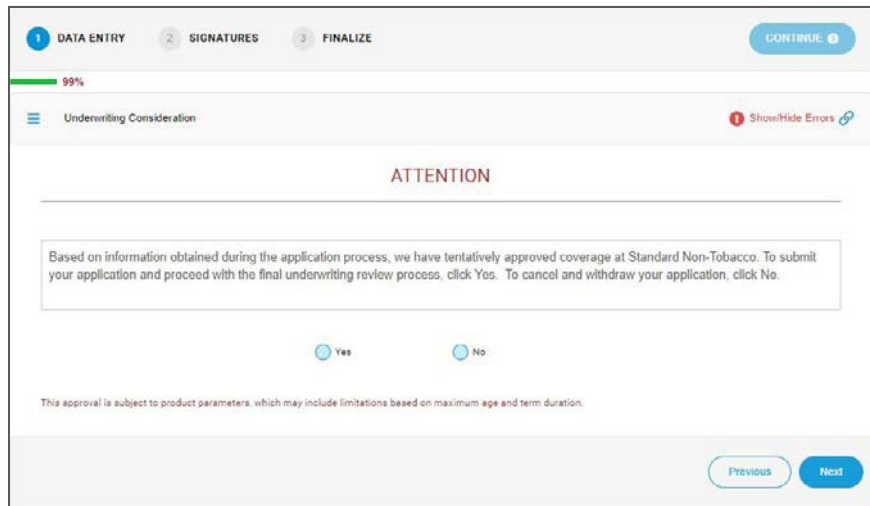 1 DATA ENTRY 2 SIGNATURES 3 FINALIZE CONTINUE
99%
Underwriting Consideration Show/Hide Errors
ATTENTION
Based on information obtained during the application process, we have tentatively approved coverage at Standard Non-Tobacco. To submit
your application and proceed with the final underwriting review process, click Yes. To cancel and withdraw your application, click No.
Yes No
This approval is subject to product parameters, which may include limitations based on maximum age and term duration.
Previous Next